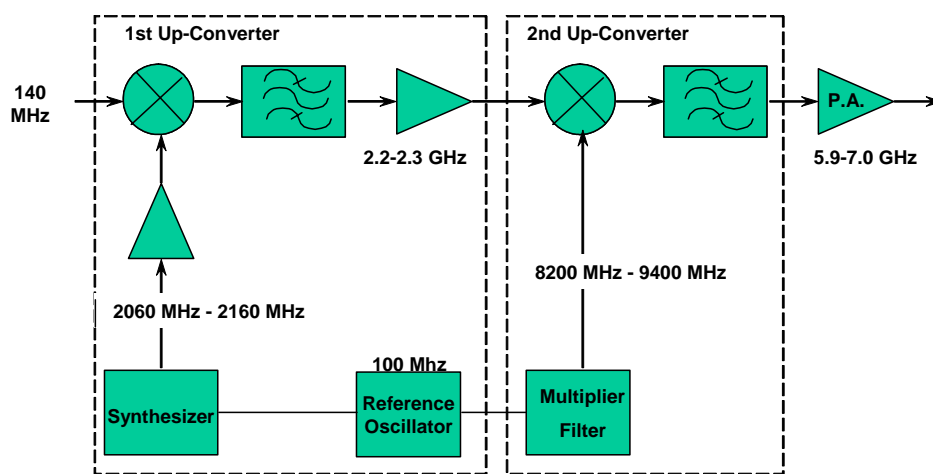 1st Up-Converter
2nd Up-Converter
140
MHz
P.A.
2.2-2.3 GHz
5.9-7.0 GHz
8200 MHz - 9400 MHz
2060 MHz - 2160 MHz
100 Mhz
Synthesizer
Reference
Oscillator
Multiplier
Filter